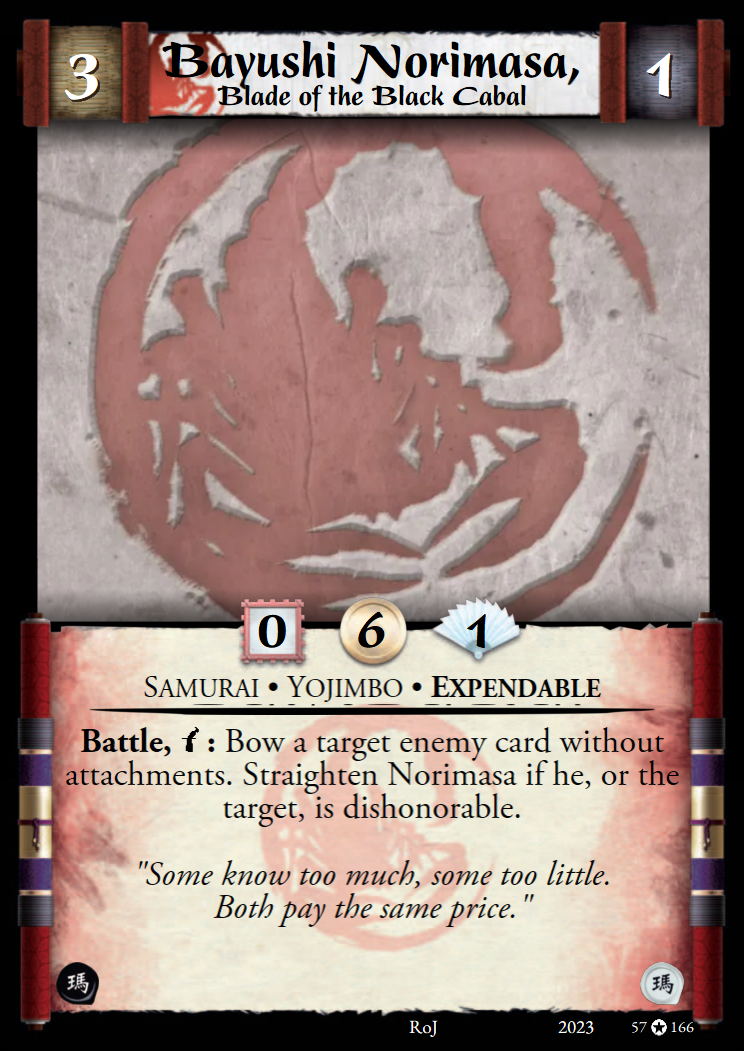 3
Bayushi Norimasa,
Blade of the Black Cabal
1
0 6 1
SAMURAI • YOJIMBO • EXPENDABLE
Battle, : Bow a target enemy card without
attachments. Straighten Norimasa if he, or the
target, is dishonorable.
"Some know too much, some too little.
Both pay the same price."
瑪 瑪
RoJ 2023 57 166